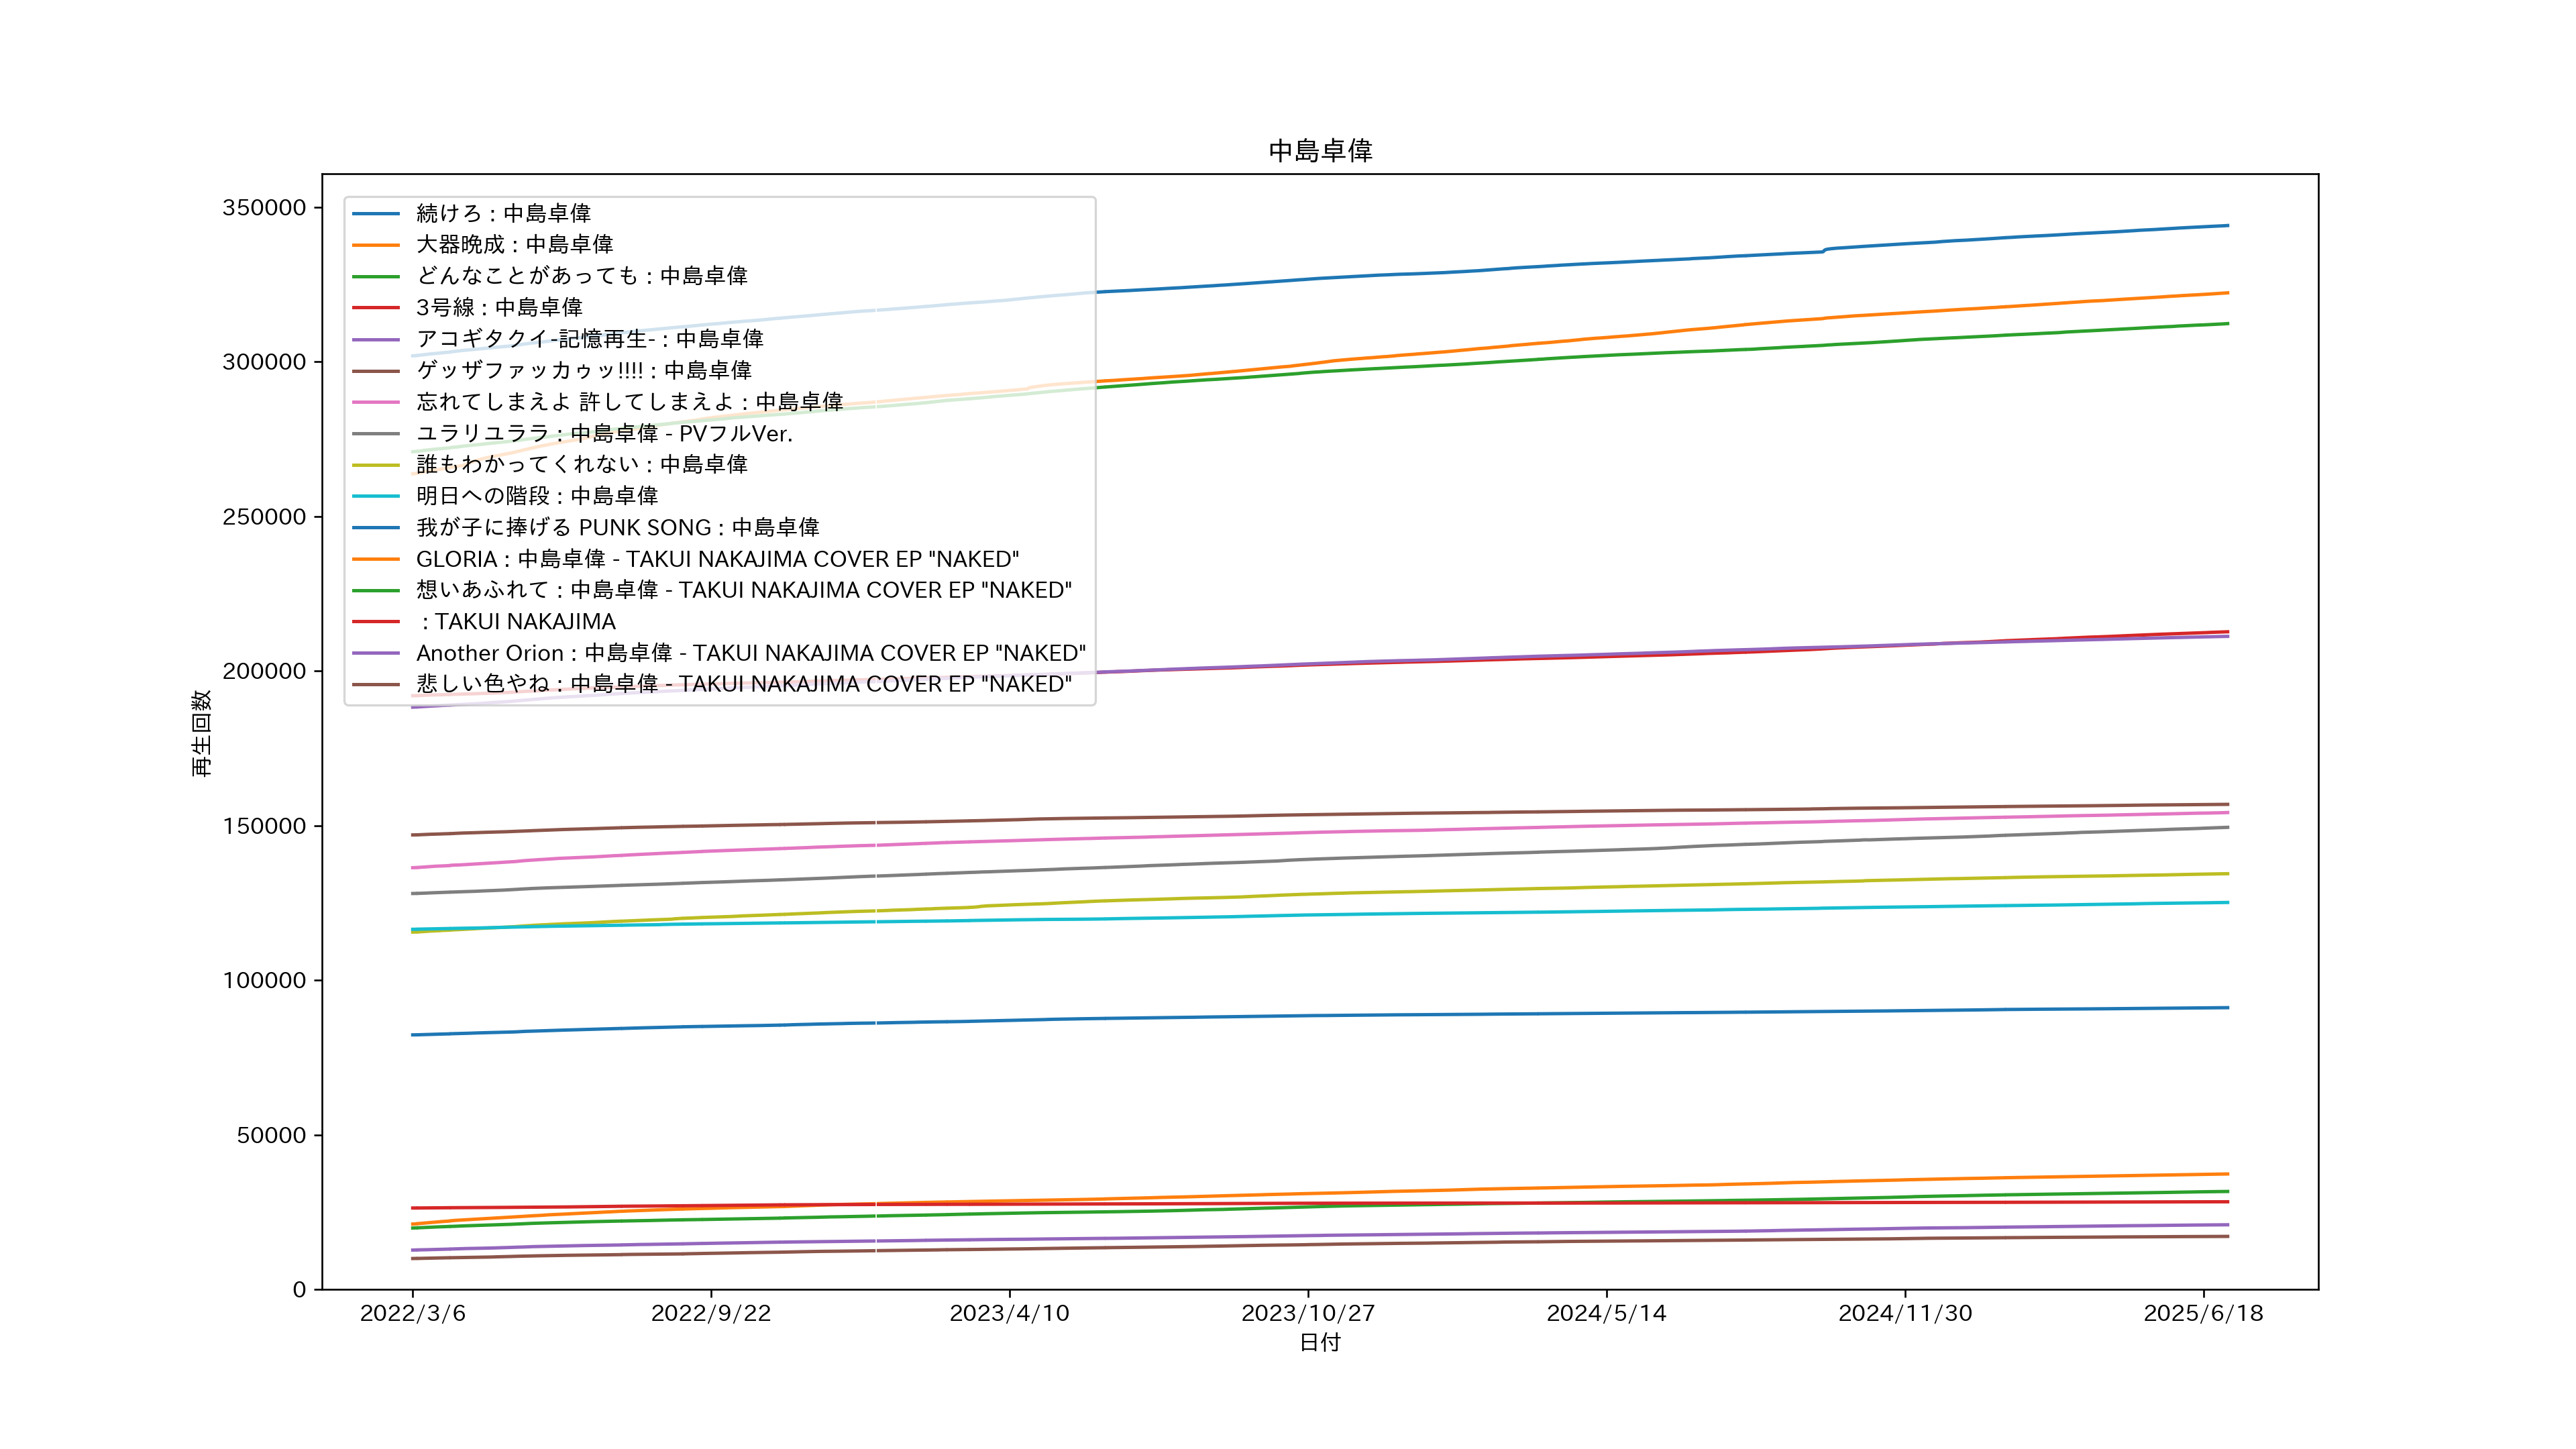 中島卓偉
350000
300000
250000
200000
150000
100000
50000
0
再生回数
続けろ : 中島卓偉
大器晩成 : 中島卓偉
どんなことがあっても : 中島卓偉
3号線 : 中島卓偉
アコギタクイ-記憶再生- : 中島卓偉
ゲッザファッカゥッ!!!! : 中島卓偉
忘れてしまえよ 許してしまえよ : 中島卓偉
ユラリユララ : 中島卓偉 - PVフルVer.
誰もわかってくれない : 中島卓偉
明日への階段 : 中島卓偉
我が子に捧げる PUNK SONG : 中島卓偉
GLORIA : 中島卓偉 - TAKUI NAKAJIMA COVER EP "NAKED"
想いあふれて : 中島卓偉 - TAKUI NAKAJIMA COVER EP "NAKED"
: TAKUI NAKAJIMA
Another Orion : 中島卓偉 - TAKUI NAKAJIMA COVER EP "NAKED"
悲しい色やね : 中島卓偉 - TAKUI NAKAJIMA COVER EP "NAKED"
2022/3/6
2022/9/22
2023/4/10
2023/10/27
2024/5/14
2024/11/30
2025/6/18
日付